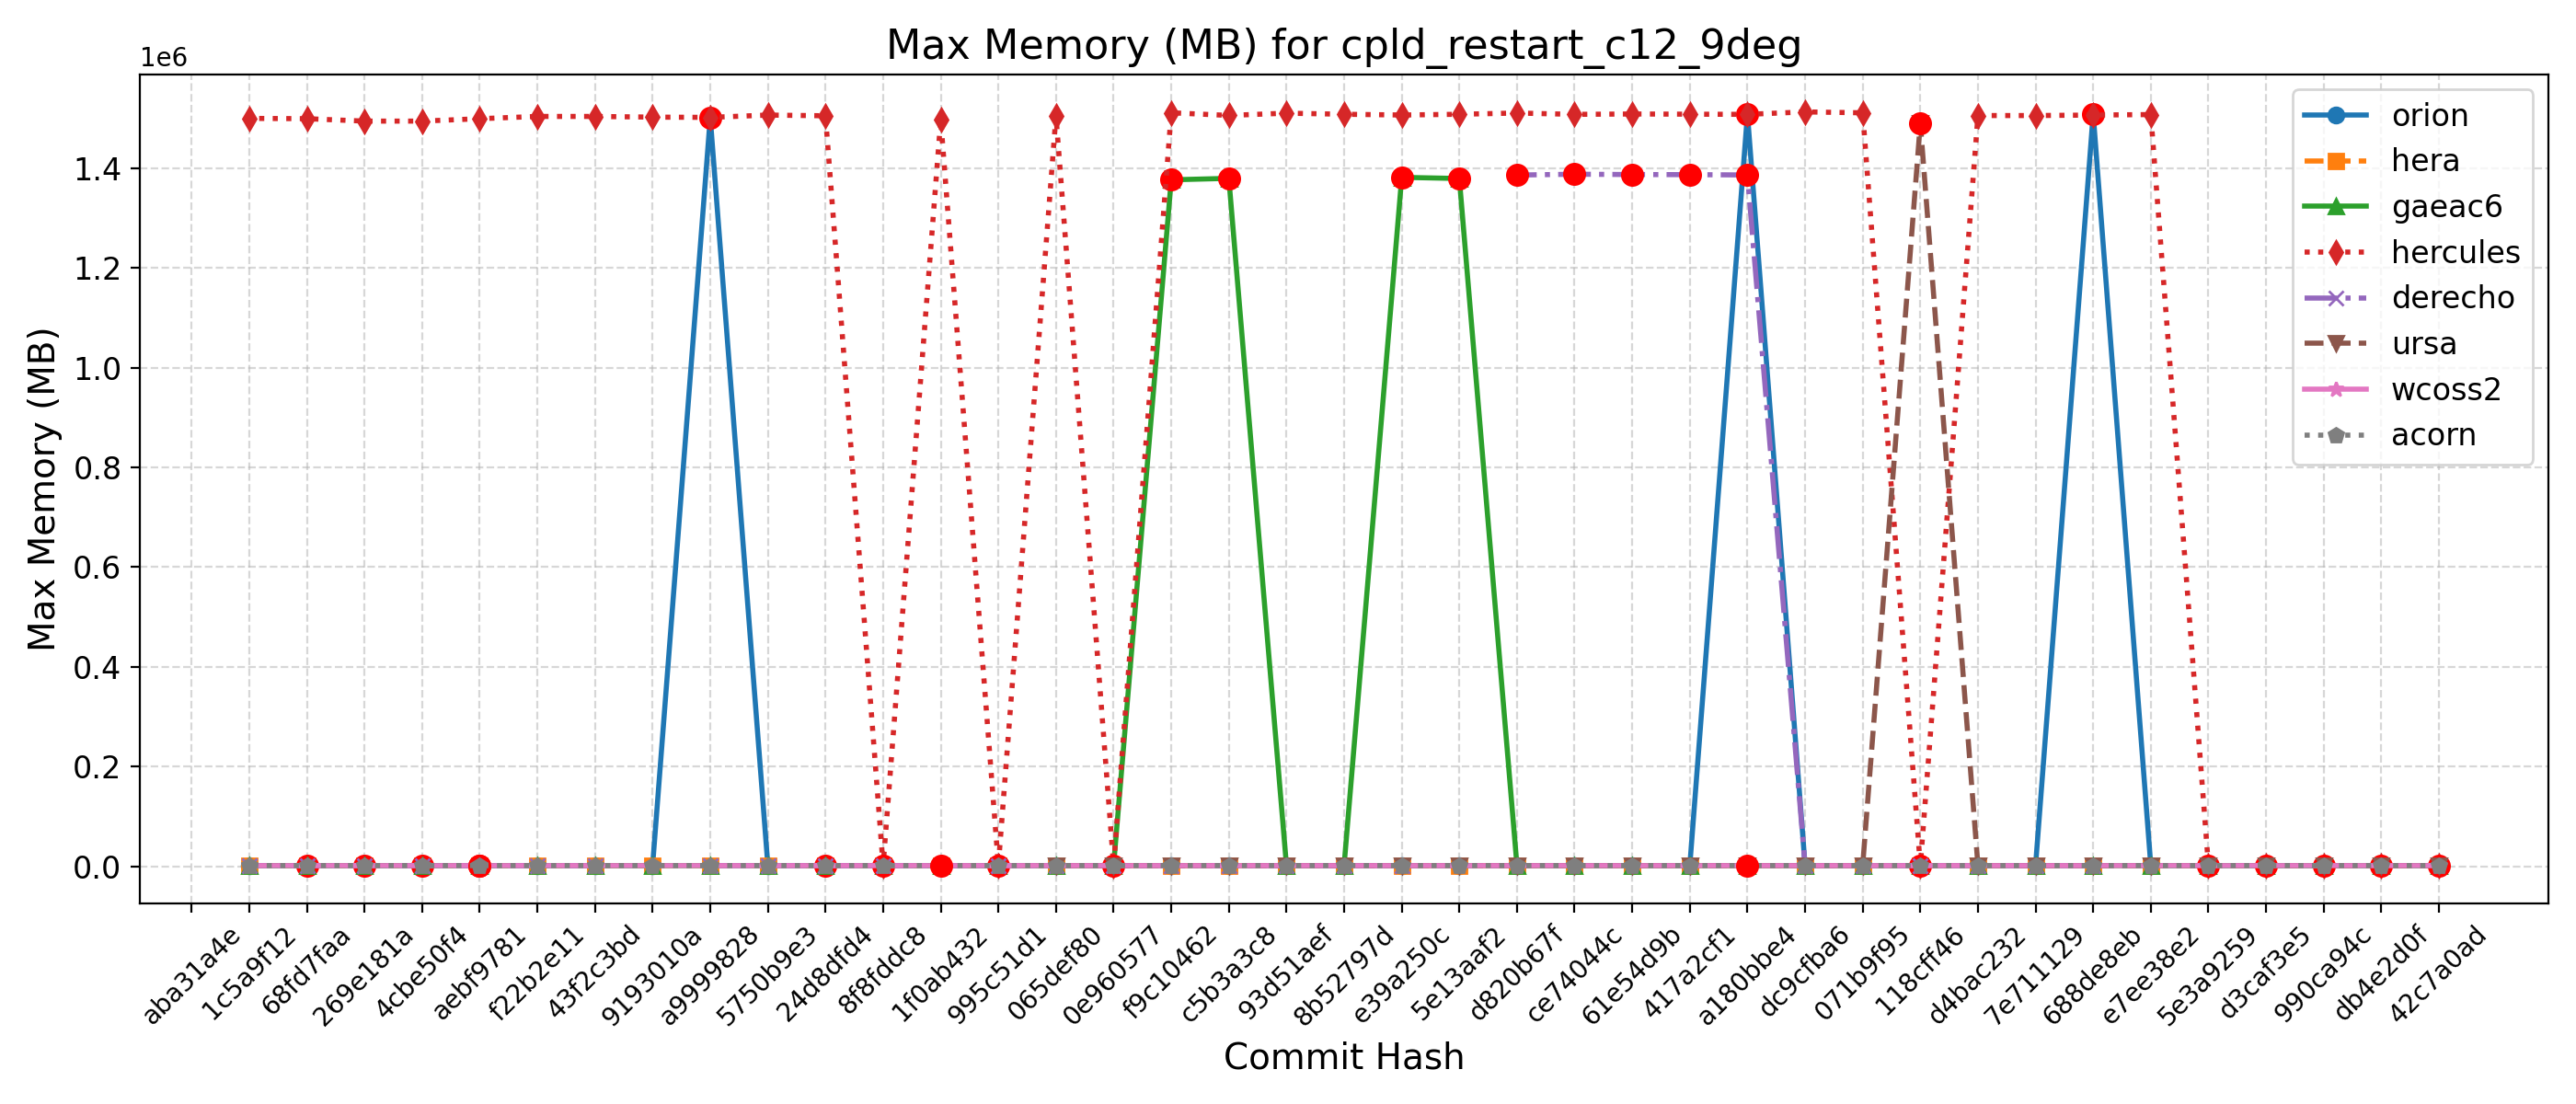 Max Memory (MB) for cpld_restart_c12_9deg
1e6
1.4
1.2
1.0
0.8
0.6
0.4
0.2
0.0
Max Memory (MB)
orion
hera
gaeac6
hercules
derecho
ursa
wcoss2
acorn
aba31a4e
1c5a9f12
68fd7faa
269e181a
4cbe50f4
aebf9781
f22b2e11
43f2c3bd
9193010a
a9999828
5750b9e3
24d8dfd4
8f8fddc8
1f0ab432
995c51d1
065def80
0e960577
f9c10462
c5b3a3c8
93d51aef
8b52797d
e39a250c
5e13aaf2
d820b67f
ce74044c
61e54d9b
417a2cf1
a180bbe4
dc9cfba6
071b9f95
118cff46
d4bac232
7e711129
688de8eb
e7ee38e2
5e3a9259
d3caf3e5
990ca94c
db4e2d0f
42c7a0ad
Commit Hash